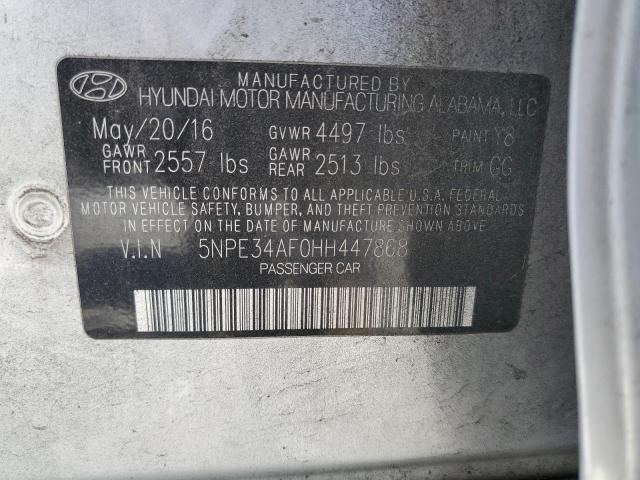 MANUFACTURED BY
HYUNDAI MOTOR MANUFACTURING ALABAMA, LLC
May/20/16 GVWR 4497 lbs PAINT Y8
GAWR FRONT 2557 lbs GAWR REAR 2513 lbs TRIM GG
THIS VEHICLE CONFORMS TO ALL APPLICABLE U.S.A. FEDERAL
MOTOR VEHICLE SAFETY, BUMPER, AND THEFT PREVENTION STANDARDS
IN EFFECT ON THE DATE OF MANUFACTURE SHOWN ABOVE.
V.I.N 5NPE34AF0HH447868
PASSENGER CAR